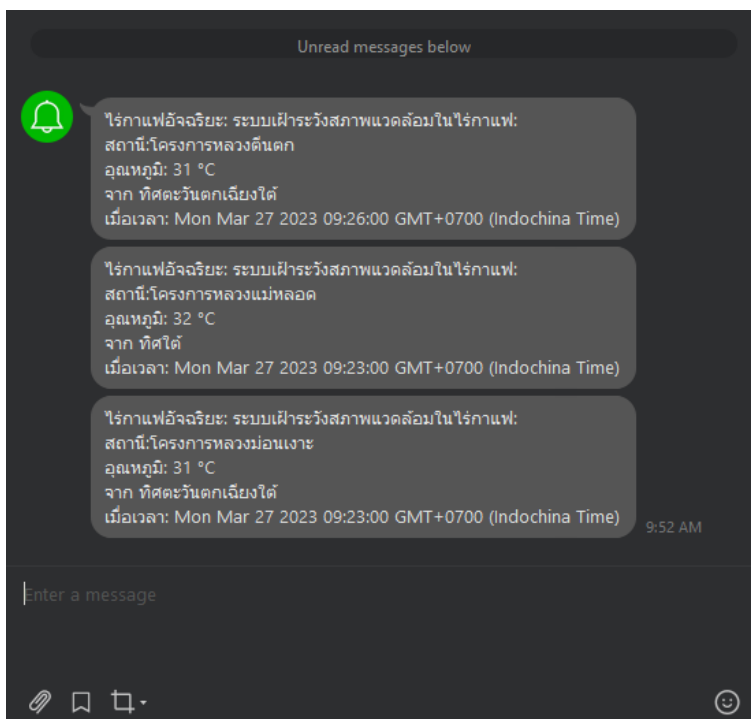 Unread messages below
ไร่กาแฟอัจฉริยะ: ระบบเฝ้าระวังสภาพแวดล้อมในไร่กาแฟ:
สถานี:โครงการหลวงตีนตก
อุณหภูมิ: 31 °C
จาก ทิศตะวันตกเฉียงใต้
เมื่อเวลา: Mon Mar 27 2023 09:26:00 GMT+0700 (Indochina Time)
ไร่กาแฟอัจฉริยะ: ระบบเฝ้าระวังสภาพแวดล้อมในไร่กาแฟ:
สถานี:โครงการหลวงแม่หลอด
อุณหภูมิ: 32 °C
จาก ทิศใต้
เมื่อเวลา: Mon Mar 27 2023 09:23:00 GMT+0700 (Indochina Time)
ไร่กาแฟอัจฉริยะ: ระบบเฝ้าระวังสภาพแวดล้อมในไร่กาแฟ:
สถานี:โครงการหลวงม่อนเงาะ
อุณหภูมิ: 31 °C
จาก ทิศตะวันตกเฉียงใต้
เมื่อเวลา: Mon Mar 27 2023 09:23:00 GMT+0700 (Indochina Time)
9:52 AM
Enter a message